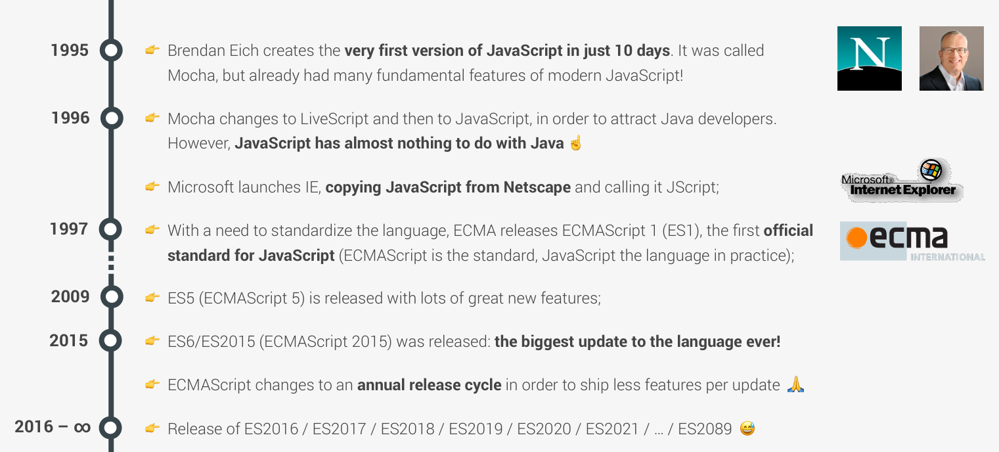 1995
👉 Brendan Eich creates the very first version of JavaScript in just 10 days. It was called
Mocha, but already had many fundamental features of modern JavaScript!
N
1996
👉 Mocha changes to LiveScript and then to JavaScript, in order to attract Java developers.
However, JavaScript has almost nothing to do with Java ☝️
👉 Microsoft launches IE, copying JavaScript from Netscape and calling it JScript;
Microsoft®
Internet Explorer
1997
👉 With a need to standardize the language, ECMA releases ECMAScript 1 (ES1), the first official
standard for JavaScript (ECMAScript is the standard, JavaScript the language in practice);
ecma
INTERNATIONAL
2009
👉 ES5 (ECMAScript 5) is released with lots of great new features;
2015
👉 ES6/ES2015 (ECMAScript 2015) was released: the biggest update to the language ever!
👉 ECMAScript changes to an annual release cycle in order to ship less features per update 🙏
2016 – ∞
👉 Release of ES2016 / ES2017 / ES2018 / ES2019 / ES2020 / ES2021 / … / ES2089 😅